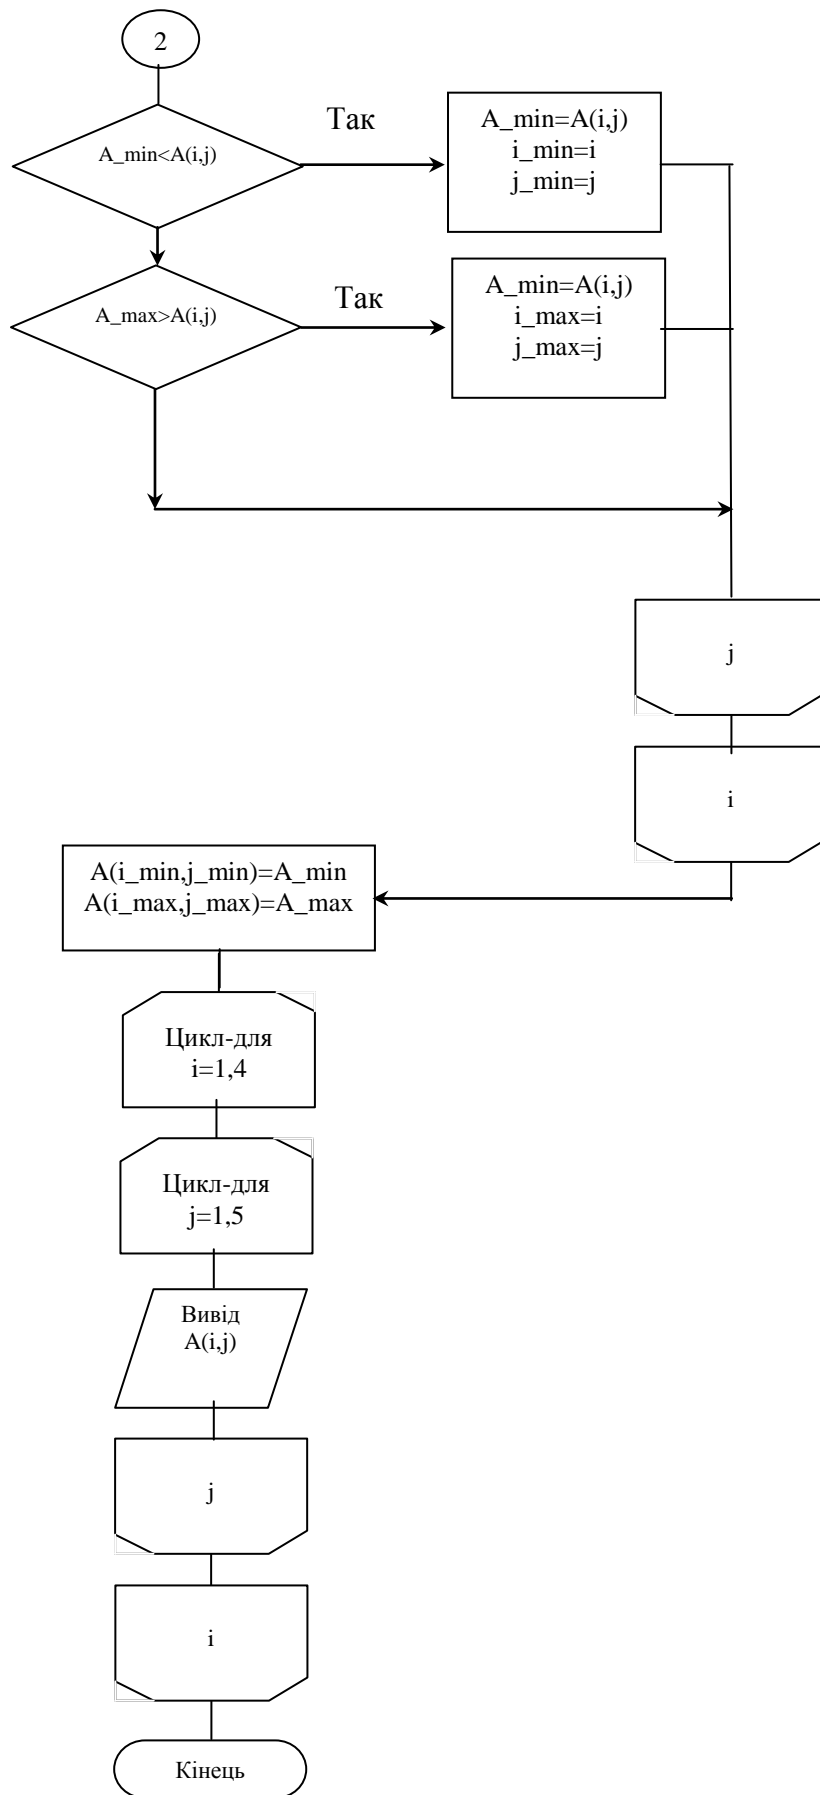 2
A_min<A(i,j)
Так
A_min=A(i,j)
i_min=i
j_min=j
A_max>A(i,j)
Так
A_min=A(i,j)
i_max=i
j_max=j
j
i
A(i_min,j_min)=A_min
A(i_max,j_max)=A_max
Цикл-для
i=1,4
Цикл-для
j=1,5
Вивід
A(i,j)
j
i
Кінець